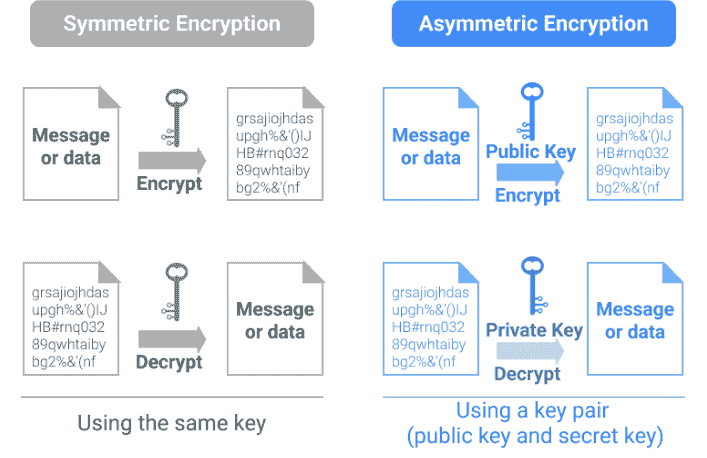 Symmetric Encryption
Message
or data
Encrypt
grsajiojhdas
upgh%&'()IJ
HB#rnq032
89qwhtaiby
bg2%&'(nf
grsajiojhdas
upgh%&'()IJ
HB#rnq032
89qwhtaiby
bg2%&'(nf
Decrypt
Message
or data
Using the same key
Asymmetric Encryption
Message
or data
Public Key
Encrypt
grsajiojhdas
upgh%&'()IJ
HB#rnq032
89qwhtaiby
bg2%&'(nf
grsajiojhdas
upgh%&'()IJ
HB#rnq032
89qwhtaiby
bg2%&'(nf
Private Key
Decrypt
Message
or data
Using a key pair
(public key and secret key)